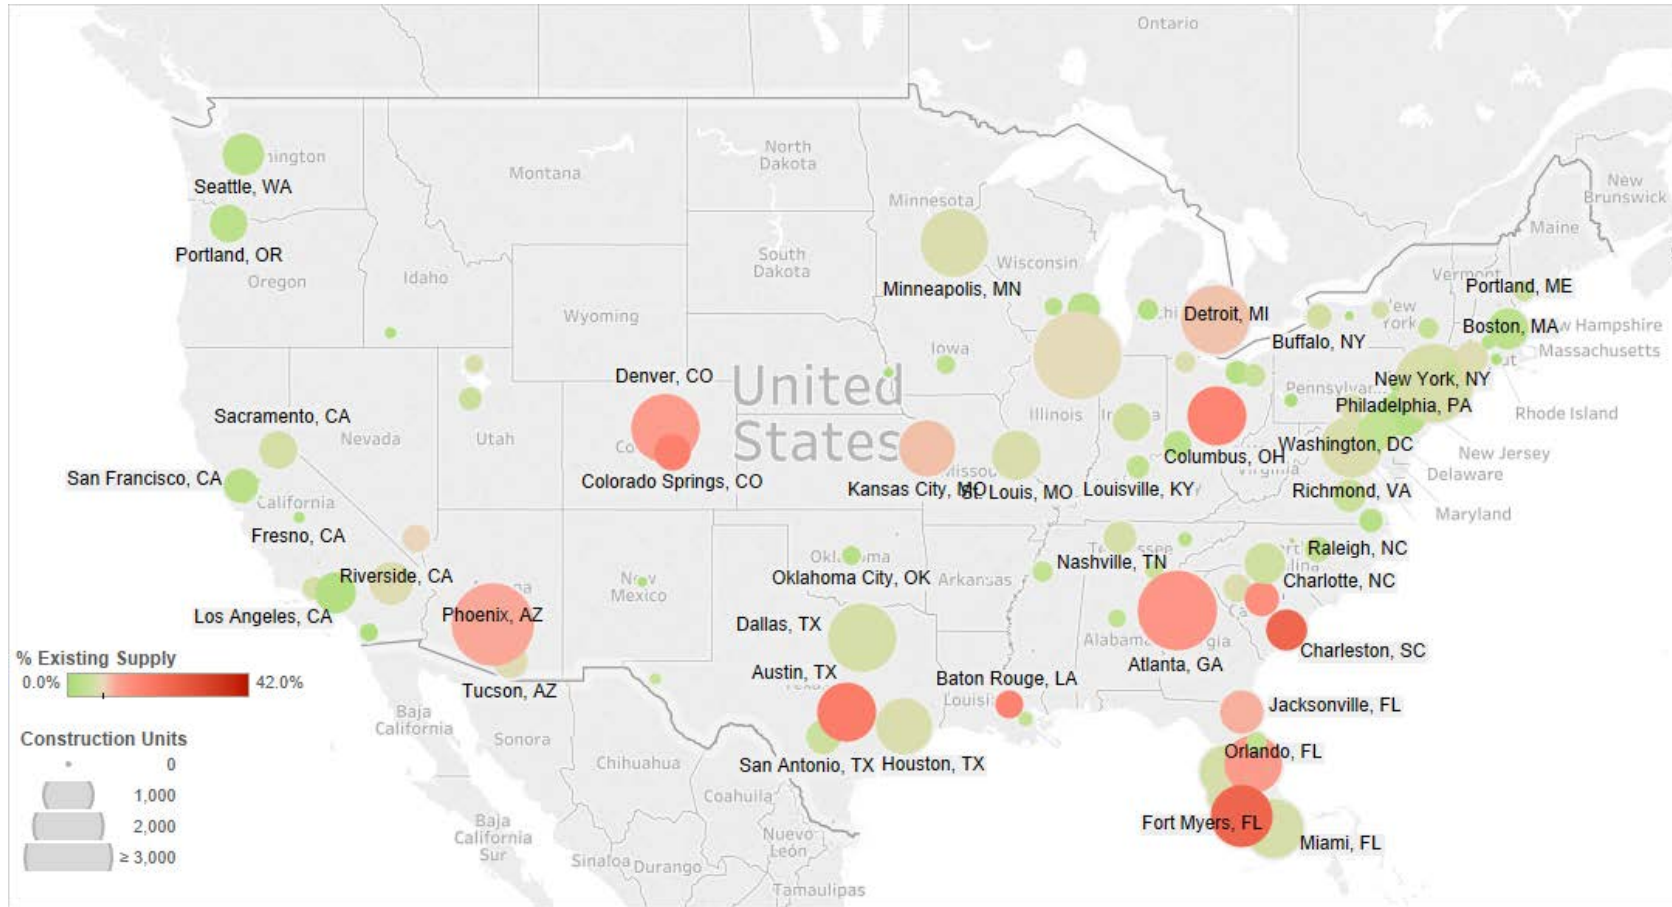 Ontario
North
Dakota
Montana
Minnesota
New
Brunswick
Maine
Seattle, WA
Portland, OR
Oregon
Idaho
South
Dakota
Wisconsin
Minneapolis, MN
Vermont
Portland, ME
Wyoming
Detroit, MI
Buffalo, NY
Boston, MA
New Hampshire
Massachusetts
Iowa
Denver, CO
United
States
New York, NY
Philadelphia, PA
Rhode Island
Sacramento, CA
Nevada
Utah
Illinois
Washington, DC
New Jersey
Delaware
San Francisco, CA
California
Colorado Springs, CO
Kansas City, MO
St. Louis, MO
Louisville, KY
Columbus, OH
Richmond, VA
Maryland
Fresno, CA
Riverside, CA
Los Angeles, CA
Phoenix, AZ
Tucson, AZ
New
Mexico
Oklahoma City, OK
Arkansas
Nashville, TN
Raleigh, NC
Charlotte, NC
Dallas, TX
Austin, TX
Baton Rouge, LA
Atlanta, GA
Charleston, SC
% Existing Supply
0.0%
42.0%
Baja
California
Sonora
Chihuahua
San Antonio, TX
Houston, TX
Jacksonville, FL
Orlando, FL
Construction Units
0
1,000
2,000
≥ 3,000
Coahuila
Baja
California
Sur
Nuevo
León
Sinaloa
Durango
Tamaulipas
Fort Myers, FL
Miami, FL